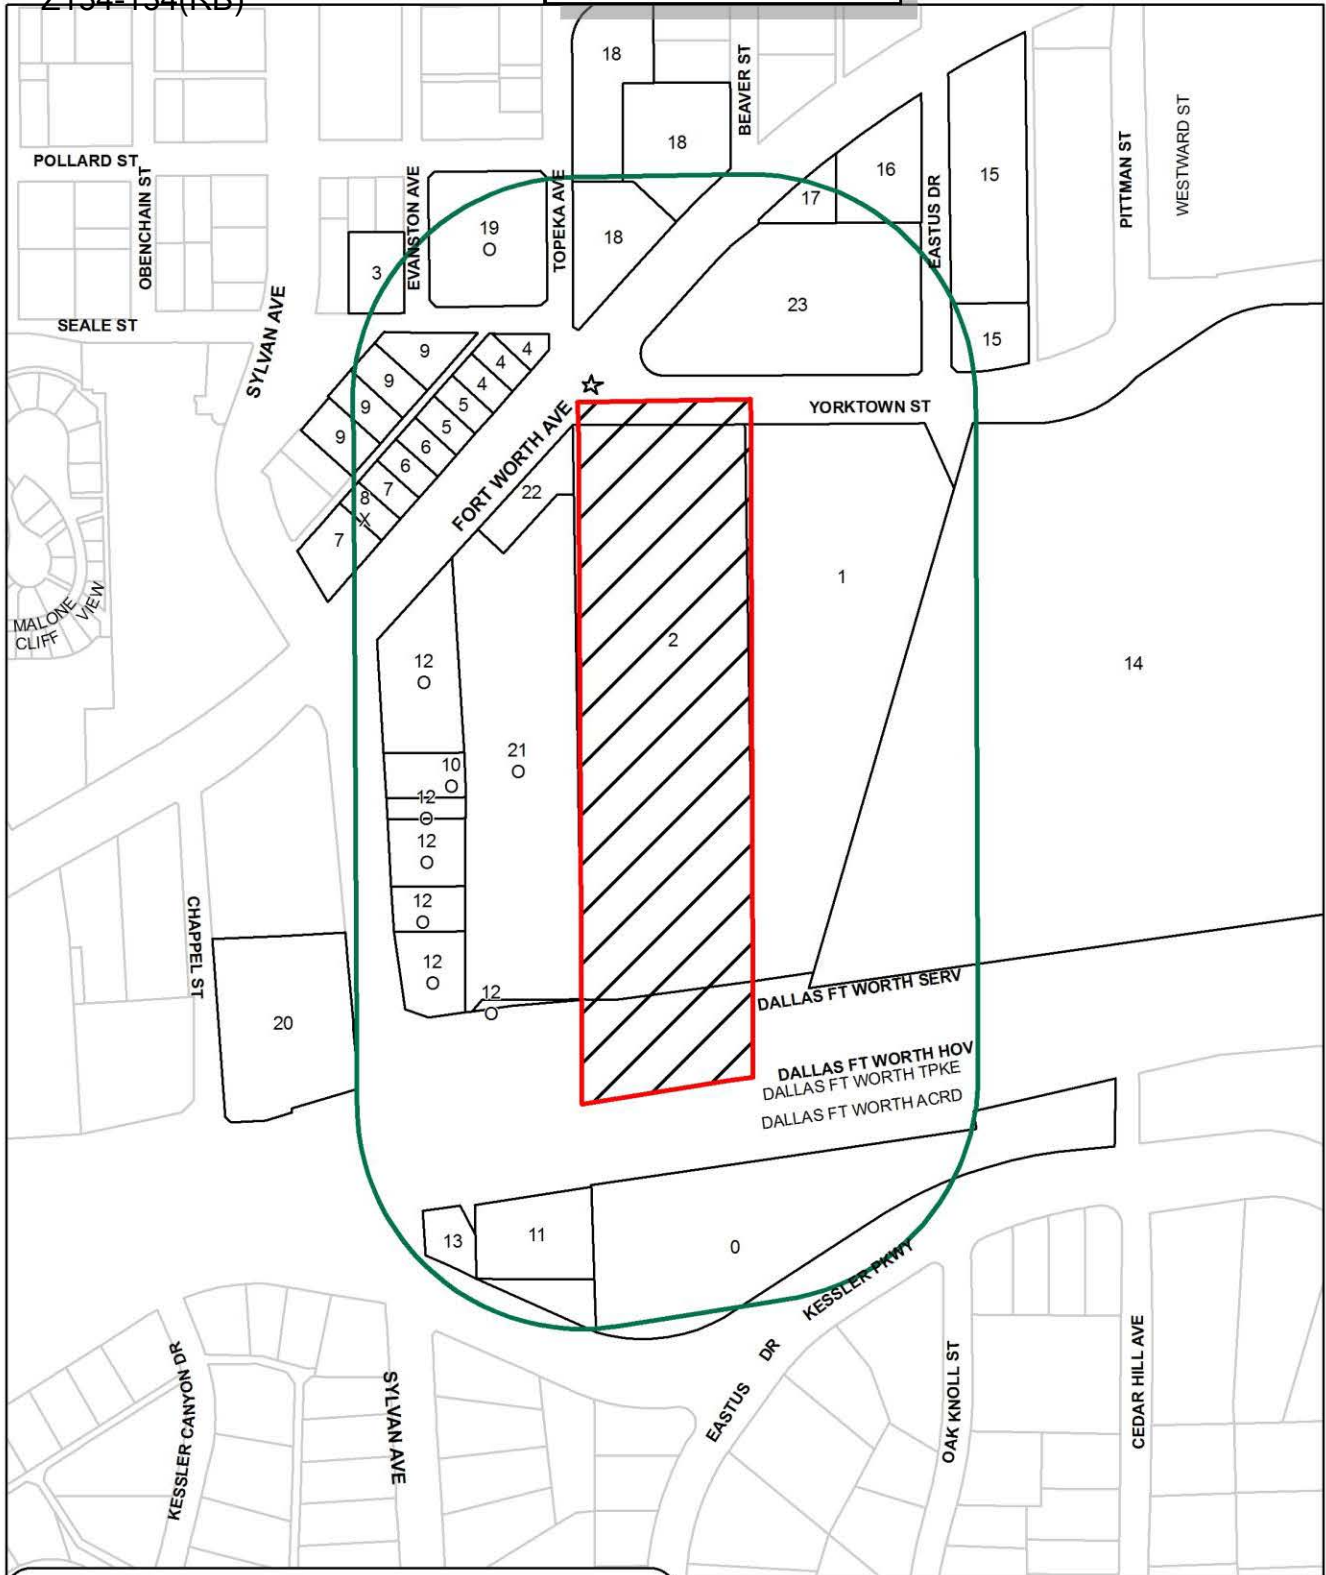 Z134-134(RB)
18
BEAVER ST
18
POLLARD ST
OBENCHAIN ST
EVANSTON AVE
TOPEKA AVE
17
16
EASTUS DR
15
PITTMAN ST
WESTWARD ST
19
O
18
3
SEALE ST
SYLVAN AVE
23
15
9
4
4
9
4
9
5
5
9
6
6
7
8
X
7
FORT WORTH AVE
YORKTOWN ST
22
1
2
14
MALONE
CLIFF
VIEW
12
O
21
O
10
O
12
O
12
O
12
O
12
O
12
O
CHAPPEL ST
20
DALLAS FT WORTH SERV
DALLAS FT WORTH HOV
DALLAS FT WORTH TPKE
DALLAS FT WORTH ACRD
13
11
0
KESSLER PKWY
EASTUS DR
KESSLER CANYON DR
SYLVAN AVE
OAK KNOLL ST
CEDAR HILL AVE